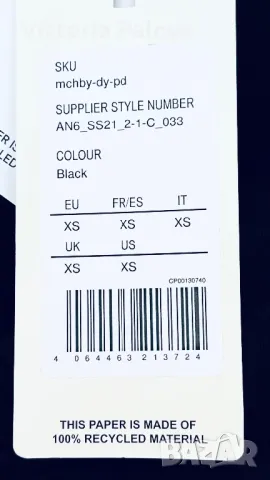 SKU
mchby-dy-pd
SUPPLIER STYLE NUMBER
AN6_SS21_2-1-C_033
COLOUR
Black
EU FR/ES IT
XS XS XS
UK US
XS XS
CP00130740
4 064463 213724
THIS PAPER IS MADE OF
100% RECYCLED MATERIAL
BAZAR